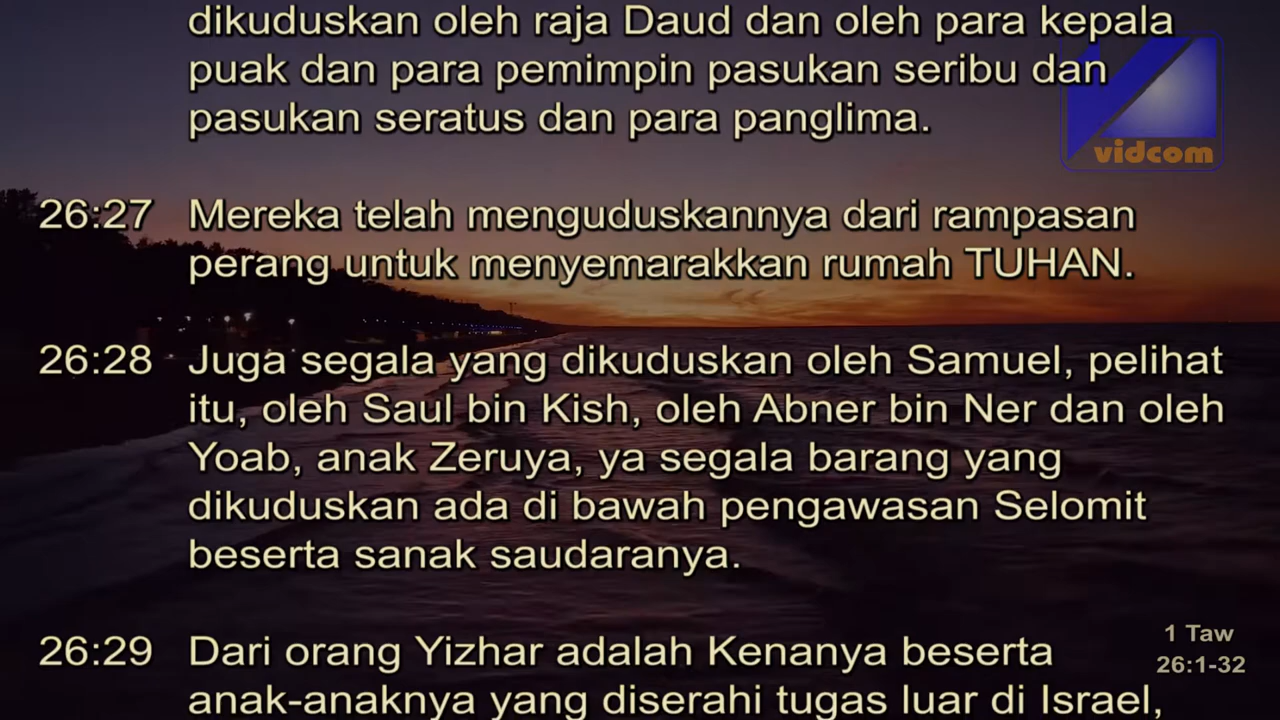 dikuduskan oleh raja Daud dan oleh para kepala
puak dan para pemimpin pasukan seribu dan
pasukan seratus dan para panglima.
vidcom
26:27 Mereka telah menguduskannya dari rampasan
perang untuk menyemarakkan rumah TUHAN.
26:28 Juga segala yang dikuduskan oleh Samuel, pelihat
itu, oleh Saul bin Kish, oleh Abner bin Ner dan oleh
Yoab, anak Zeruya, ya segala barang yang
dikuduskan ada di bawah pengawasan Selomit
beserta sanak saudaranya.
26:29 Dari orang Yizhar adalah Kenanya beserta
anak-anaknya yang diserahi tugas luar di Israel,
1 Taw
26:1-32